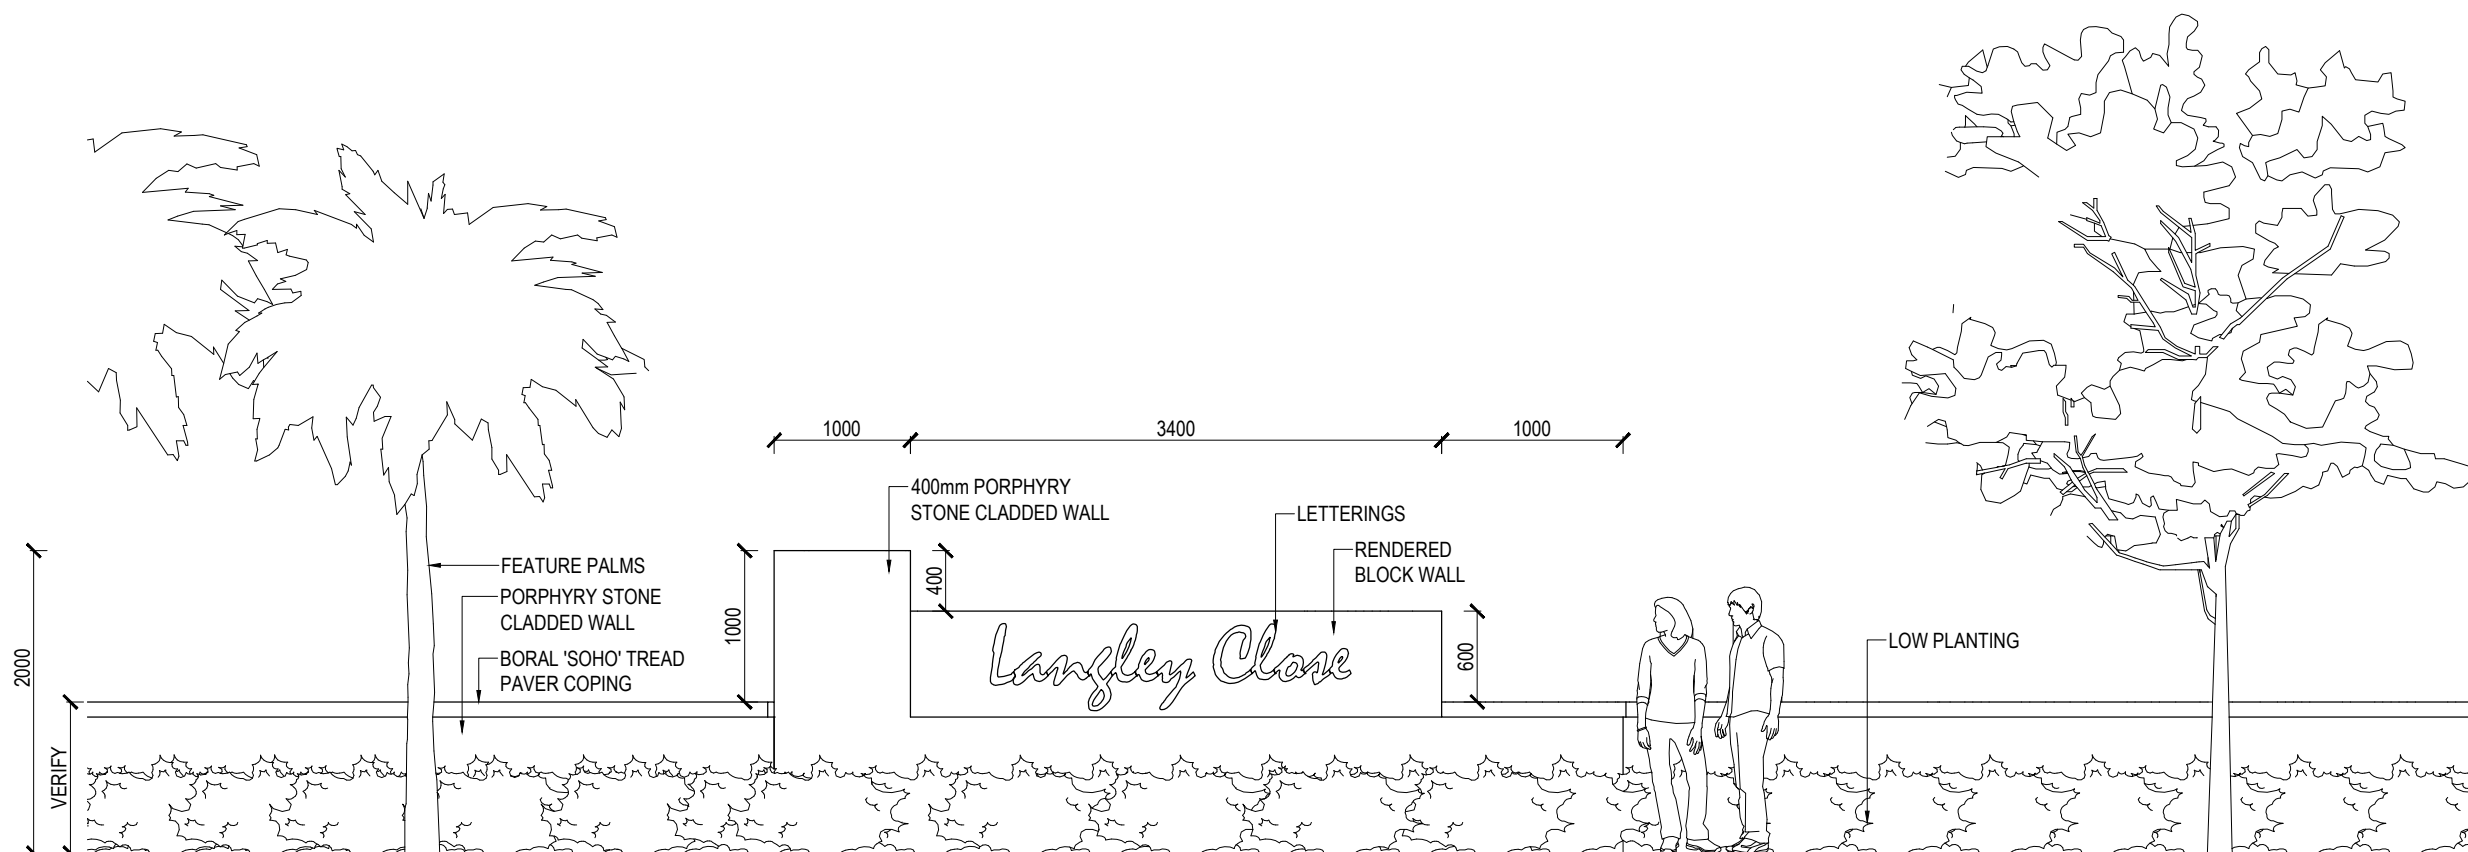 1000
3400
1000
400mm PORPHYRY
STONE CLADDED WALL
LETTERINGS
RENDERED
BLOCK WALL
FEATURE PALMS
PORPHYRY STONE
CLADDED WALL
BORAL 'SOHO' TREAD
PAVER COPING
2000
VERIFY
1000
400
Langley Close
600
LOW PLANTING